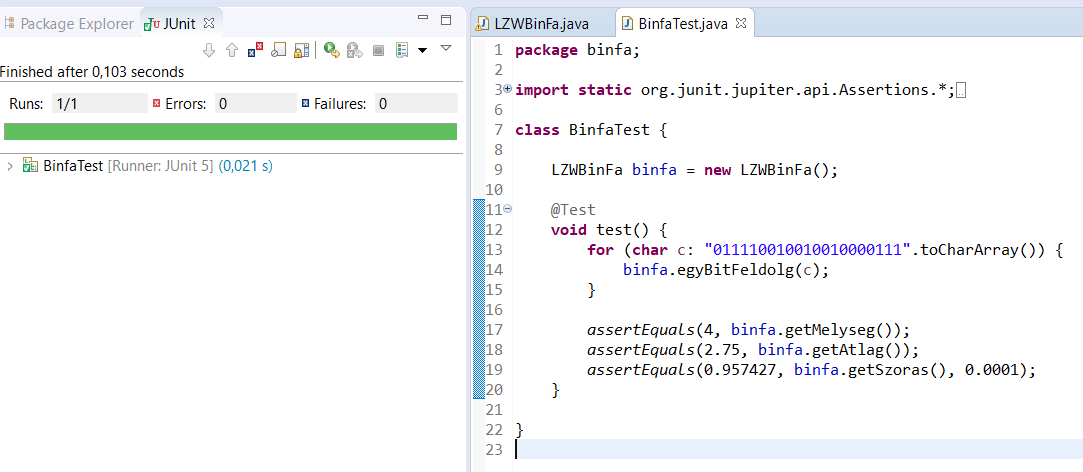 Package Explorer JUnit
Finished after 0,103 seconds
Runs: 1/1 Errors: 0 Failures: 0
BinfaTest [Runner: JUnit 5] (0,021 s)
LZWBinFa.java BinfaTest.java
1 package binfa;
2
3 import static org.junit.jupiter.api.Assertions.*;
6
7 class BinfaTest {
8
9 LZWBinFa binfa = new LZWBinFa();
10
11 @Test
12 void test() {
13 for (char c: "011110010010010000111".toCharArray()) {
14 binfa.egyBitFeldolg(c);
15 }
16
17 assertEquals(4, binfa.getMelyseg());
18 assertEquals(2.75, binfa.getAtlag());
19 assertEquals(0.957427, binfa.getSzoras(), 0.0001);
20 }
21
22 }
23